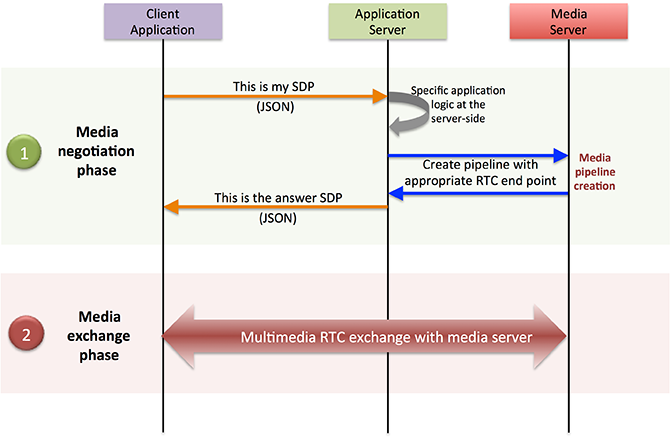 Client
Application
Application
Server
Media
Server
1
Media
negotiation
phase
This is my SDP
(JSON)
Specific application
logic at the
server-side
Create pipeline with
appropriate RTC end point
Media
pipeline
creation
This is the answer SDP
(JSON)
2
Media
exchange
phase
Multimedia RTC exchange with media server